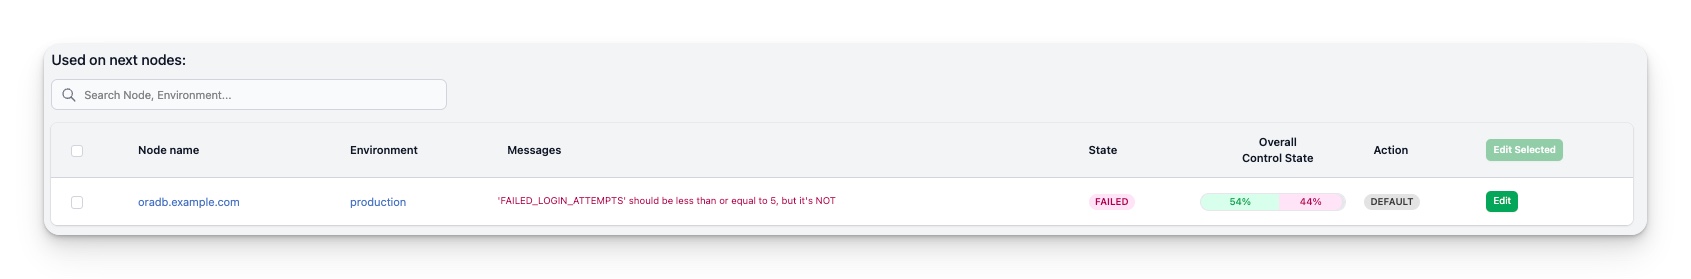 Used on next nodes:
Search Node, Environment...
Node name Environment Messages State Overall Control State Action Edit Selected
oradb.example.com production 'FAILED_LOGIN_ATTEMPTS' should be less than or equal to 5, but it's NOT FAILED 54% 44% DEFAULT Edit